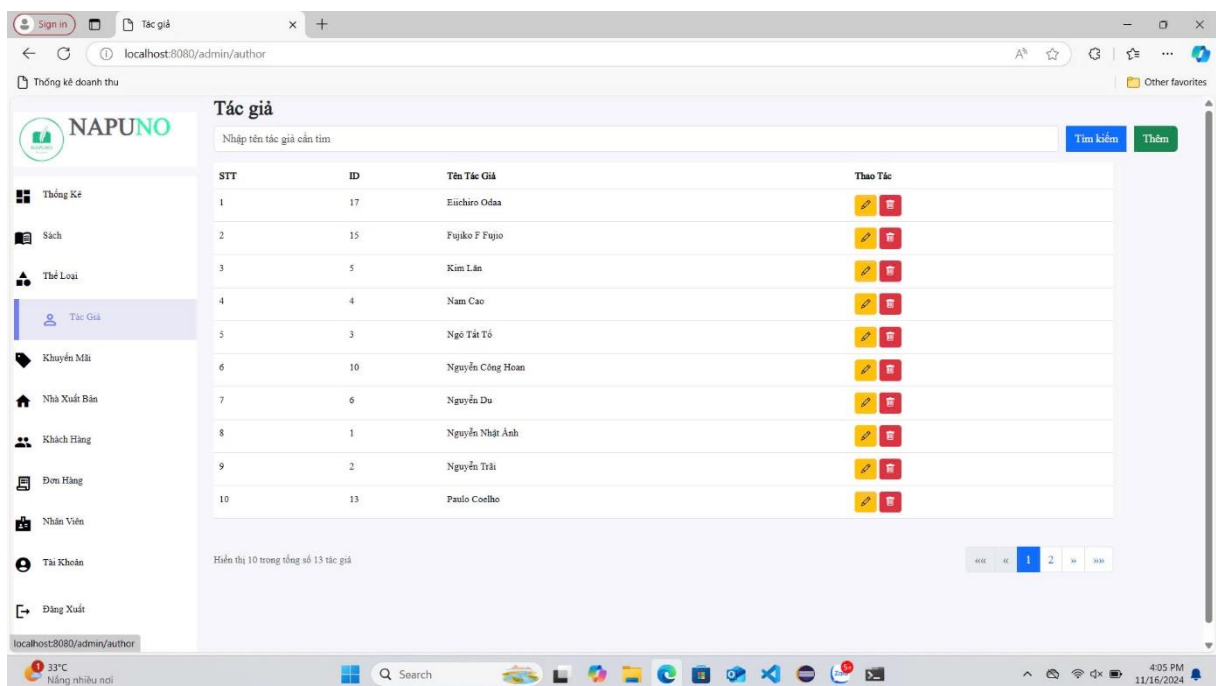 Sign in
Tác giả
localhost:8080/admin/author
Thống kê doanh thu
Other favorites
NAPUNO
Thống Kê
Sách
Thể Loại
Tác Giả
Khuyến Mãi
Nhà Xuất Bản
Khách Hàng
Đơn Hàng
Nhân Viên
Tài Khoản
Đăng Xuất
Tác giả
Nhập tên tác giả cần tìm
Tìm kiếm
Thêm
STT ID Tên Tác Giả Thao Tác
1 17 Eiichiro Odaa
2 15 Fujiko F Fujio
3 5 Kim Lân
4 4 Nam Cao
5 3 Ngô Tất Tố
6 10 Nguyễn Công Hoan
7 6 Nguyễn Du
8 1 Nguyễn Nhật Ánh
9 2 Nguyễn Trãi
10 13 Paulo Coelho
Hiển thị 10 trong tổng số 13 tác giả
«« « 1 2 » »»
localhost:8080/admin/author
1
33°C
Nắng nhiều nơi
Search
Zalo
5+
4:05 PM
11/16/2024